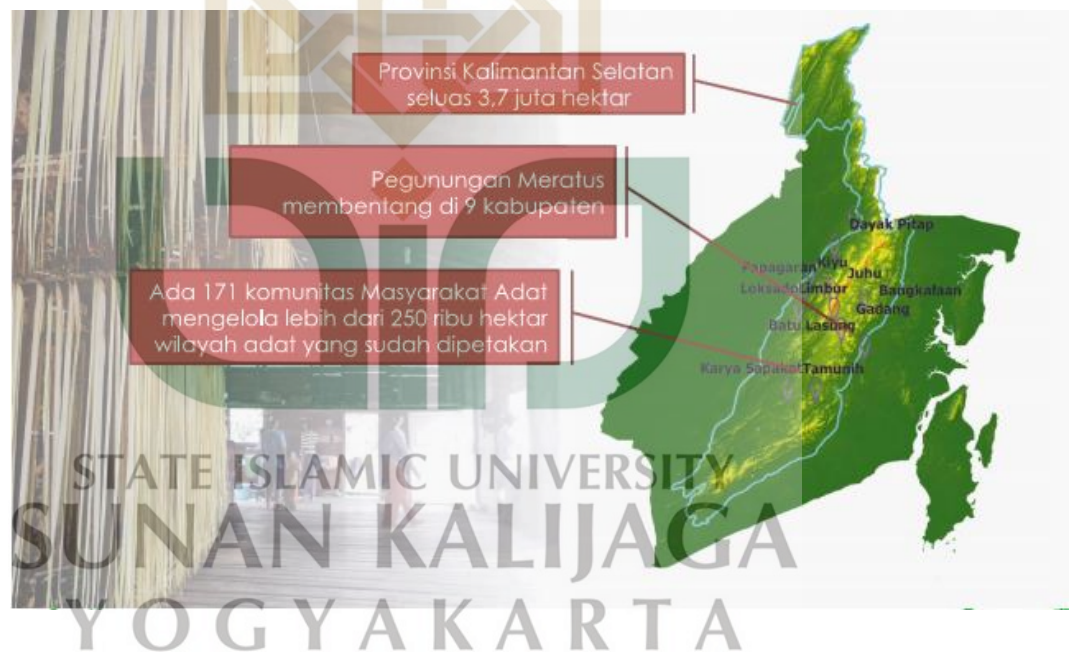 Provinsi Kalimantan Selatan
seluas 3,7 juta hektar
Pegunungan Meratus
membentang di 9 kabupaten
Ada 171 komunitas Masyarakat Adat
mengelola lebih dari 250 ribu hektar
wilayah adat yang sudah dipetakan
Dayak Pitap
Papagaran Kiyu
Juhu
Loksado Limbur
Bangkalaan
Gadang
Batu Lasung
Karya Sapakat Tamunih
STATE ISLAMIC UNIVERSITY
SUNAN KALIJAGA
YOGYAKARTA